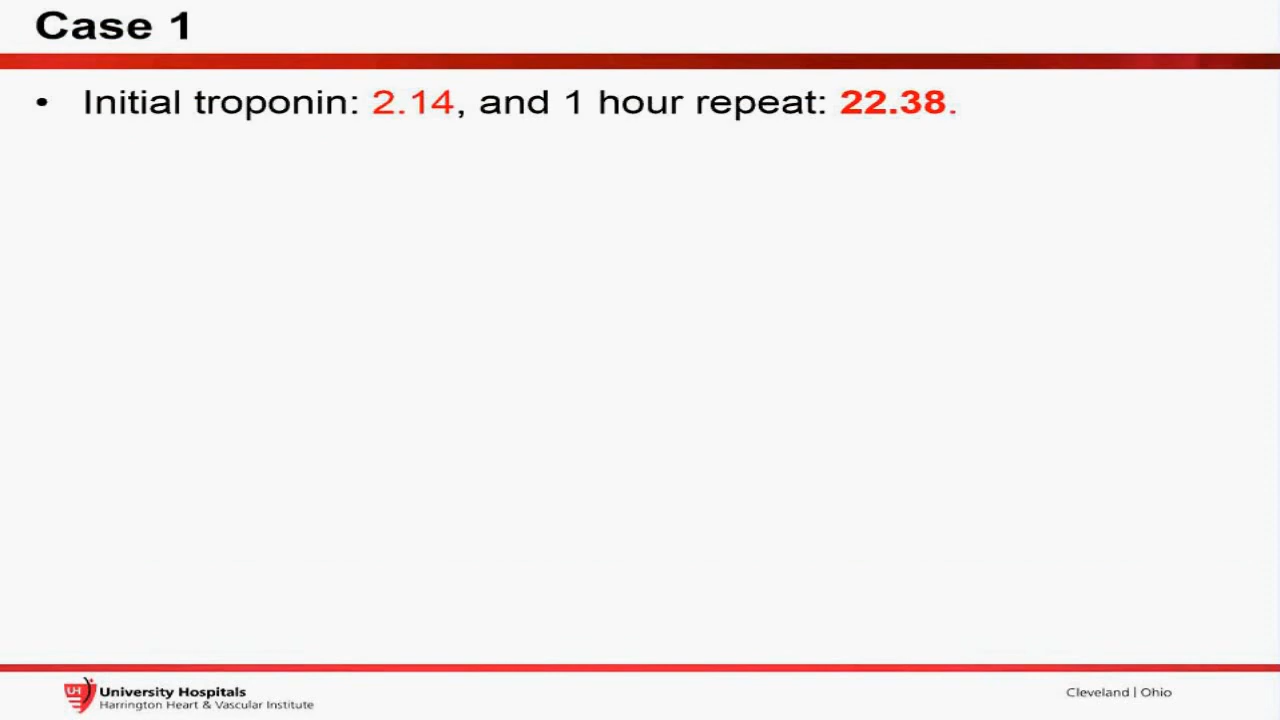 Case 1
• Initial troponin: 2.14, and 1 hour repeat: 22.38.
UH University Hospitals
Harrington Heart & Vascular Institute
Cleveland | Ohio